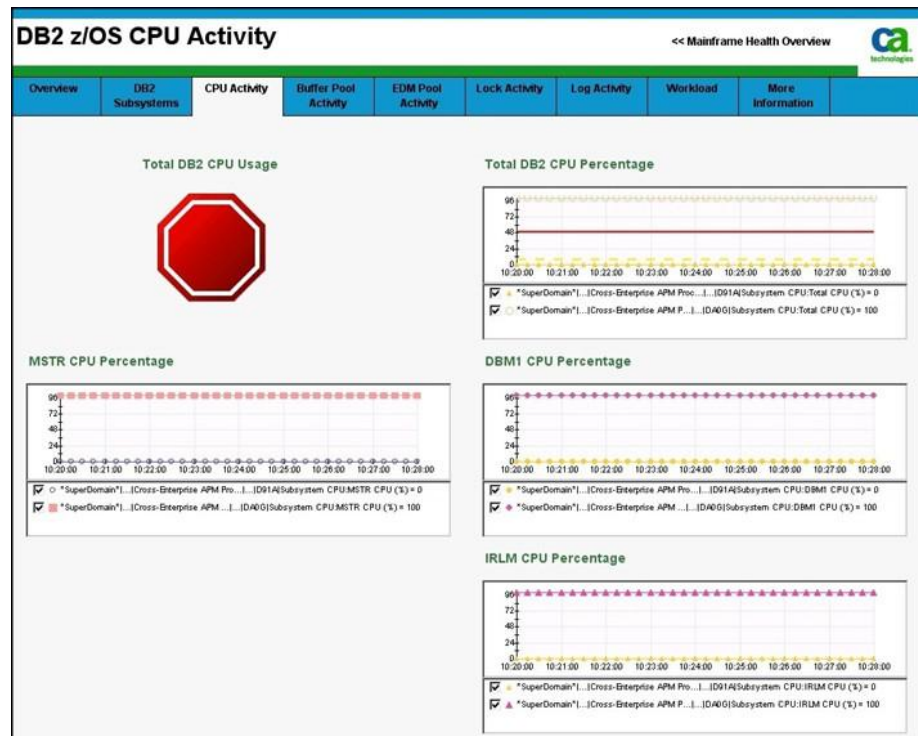 DB2 z/OS CPU Activity
<< Mainframe Health Overview
ca.
technologies
Overview
DB2 Subsystems
CPU Activity
Buffer Pool Activity
EDM Pool Activity
Lock Activity
Log Activity
Workload
More Information
Total DB2 CPU Usage
Total DB2 CPU Percentage
96
72
48
24
0
10:20:00 10:21:00 10:22:00 10:23:00 10:24:00 10:25:00 10:26:00 10:27:00 10:28:00
*SuperDomain*|...|Cross-Enterprise APM Proc...|...|D91A|Subsystem CPU:Total CPU (%) = 0
*SuperDomain*|...|Cross-Enterprise APM P...|...|DA0G|Subsystem CPU:Total CPU (%) = 100
MSTR CPU Percentage
96
72
48
24
0
10:20:00 10:21:00 10:22:00 10:23:00 10:24:00 10:25:00 10:26:00 10:27:00 10:28:00
*SuperDomain*|...|Cross-Enterprise APM Pro...|...|D91A|Subsystem CPU:MSTR CPU (%) = 0
*SuperDomain*|...|Cross-Enterprise APM ...|...|DA0G|Subsystem CPU:MSTR CPU (%) = 100
DBM1 CPU Percentage
96
72
48
24
0
10:20:00 10:21:00 10:22:00 10:23:00 10:24:00 10:25:00 10:26:00 10:27:00 10:28:00
*SuperDomain*|...|Cross-Enterprise APM Pro...|...|D91A|Subsystem CPU:DBM1 CPU (%) = 0
*SuperDomain*|...|Cross-Enterprise APM ...|...|DA0G|Subsystem CPU:DBM1 CPU (%) = 100
IRLM CPU Percentage
96
72
48
24
0
10:20:00 10:21:00 10:22:00 10:23:00 10:24:00 10:25:00 10:26:00 10:27:00 10:28:00
*SuperDomain*|...|Cross-Enterprise APM Pro...|...|D91A|Subsystem CPU:IRLM CPU (%) = 0
*SuperDomain*|...|Cross-Enterprise APM P...|...|DA0G|Subsystem CPU:IRLM CPU (%) = 100